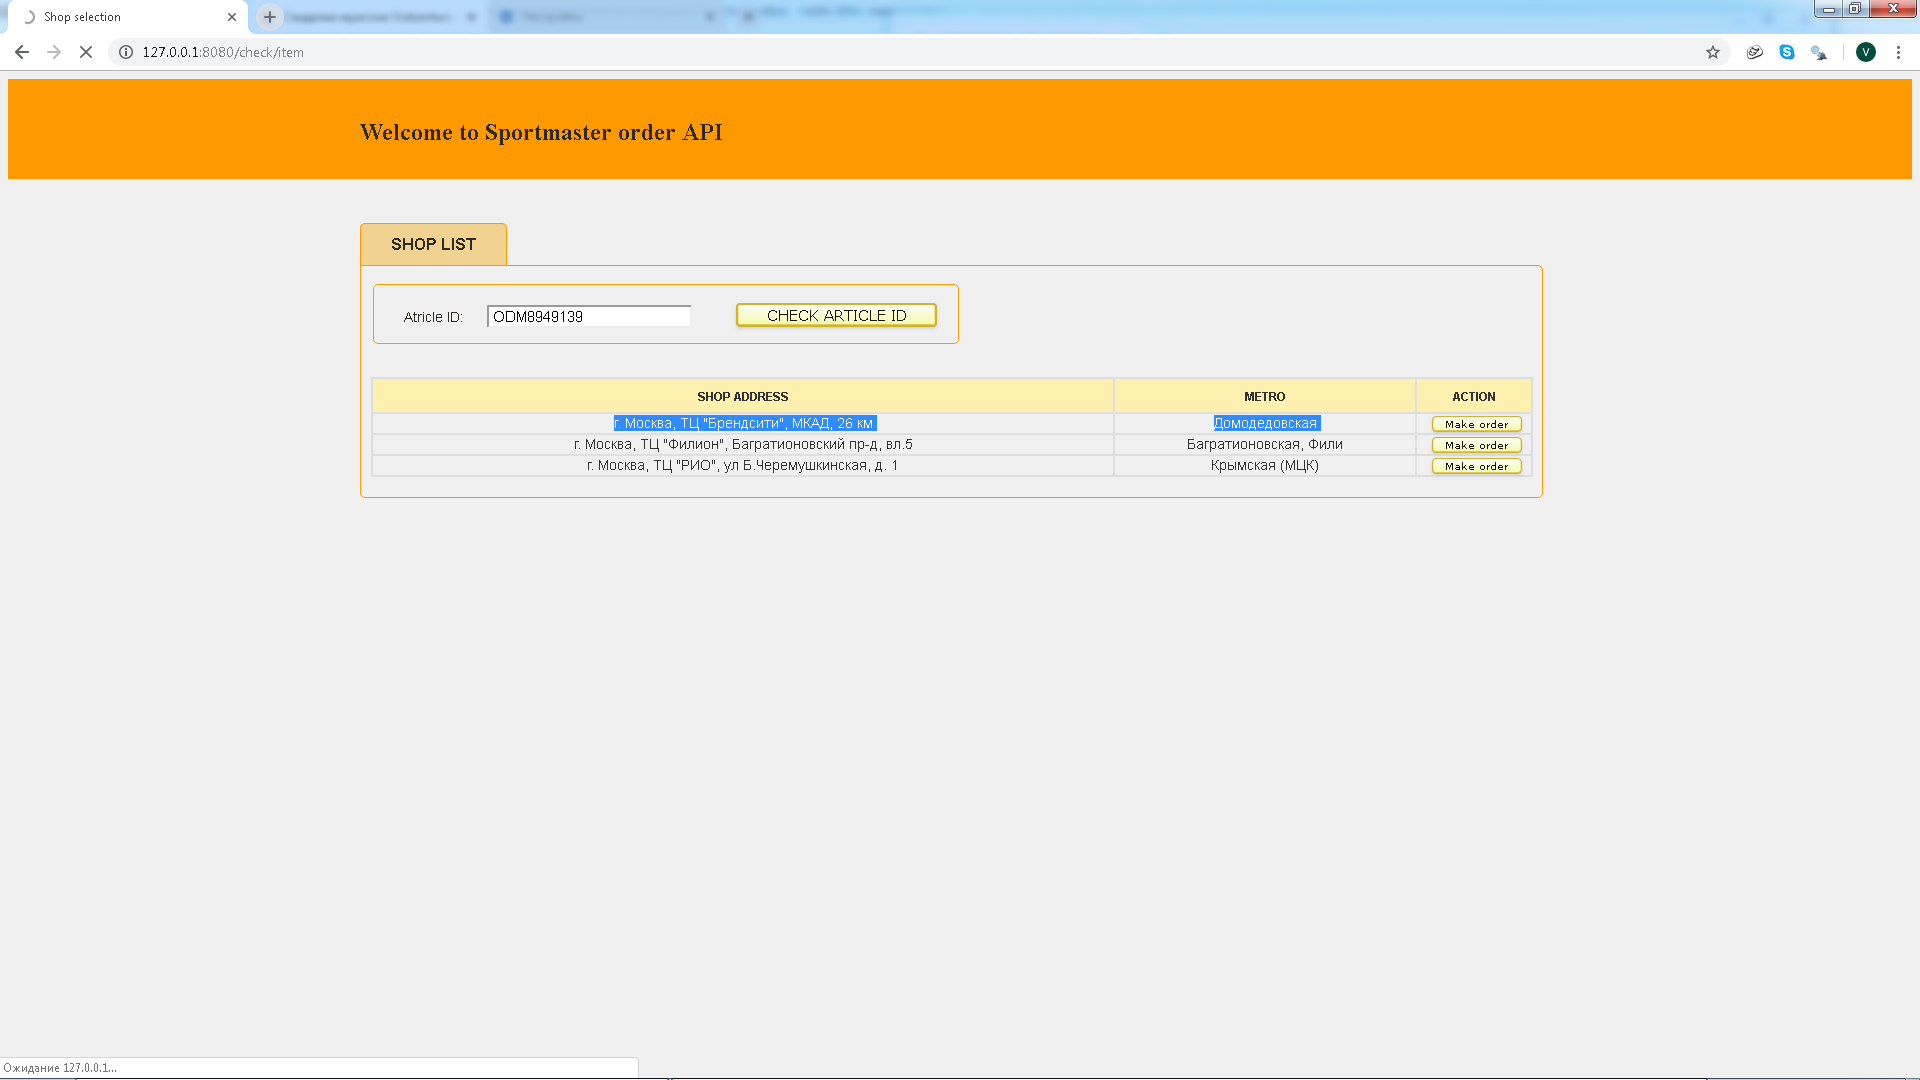 Shop selection
127.0.0.1:8080/check/item
V
Welcome to Sportmaster order API
SHOP LIST
Atricle ID: ODM8949139 CHECK ARTICLE ID
SHOP ADDRESS METRO ACTION
г. Москва, ТЦ "Брендсити", МКАД, 26 км Домодедовская Make order
г. Москва, ТЦ "Филион", Багратионовский пр-д, вл.5 Багратионовская, Фили Make order
г. Москва, ТЦ "РИО", ул Б.Черемушкинская, д. 1 Крымская (МЦК) Make order
Ожидание 127.0.0.1...